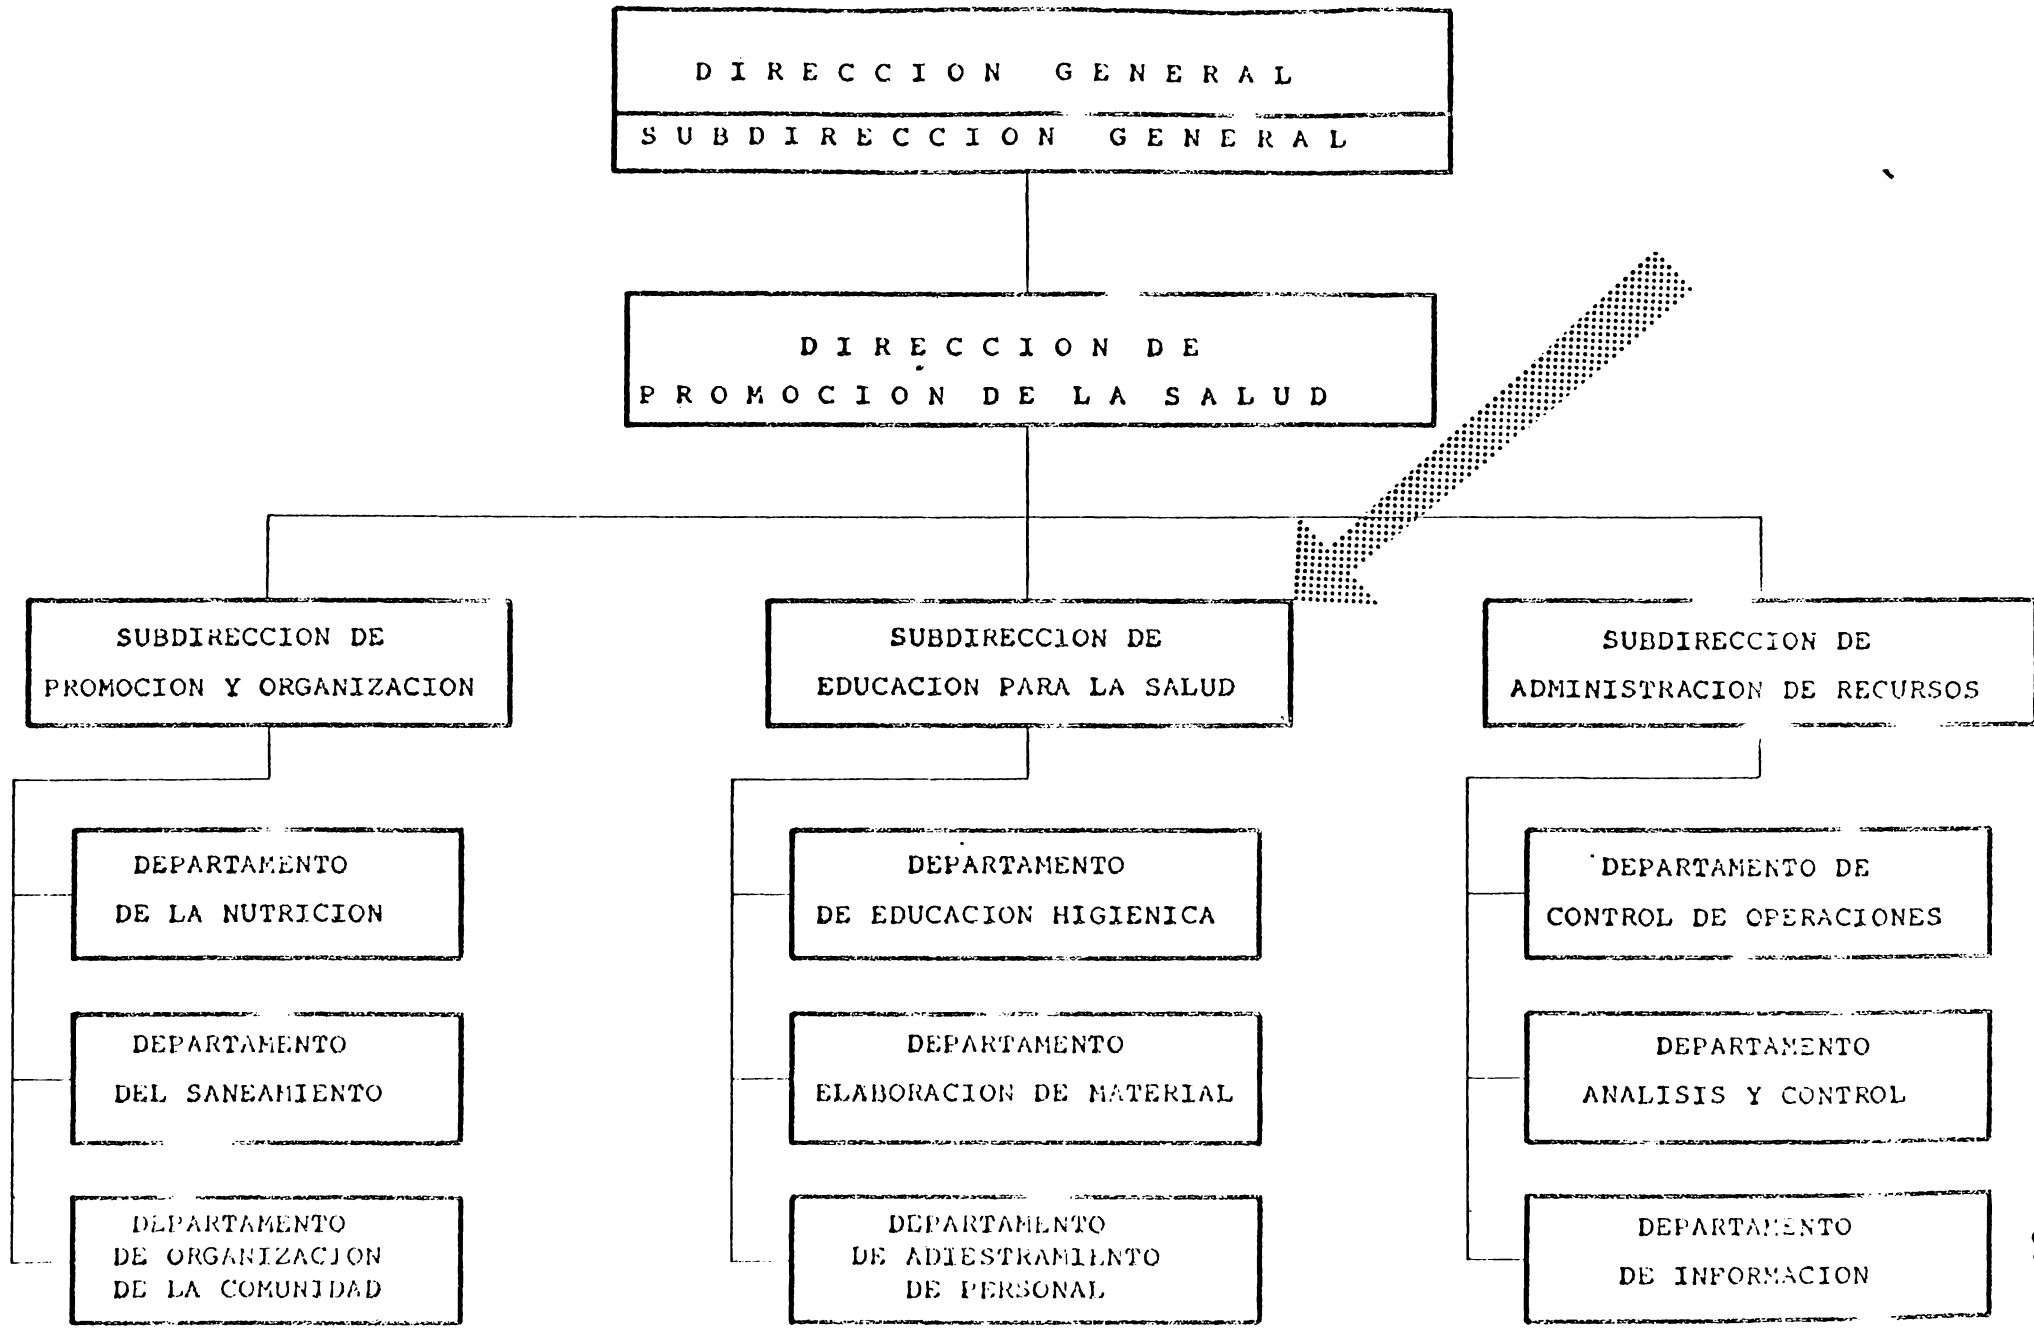 DIRECCION GENERAL
SUBDIRECCION GENERAL
DIRECCION DE
PROMOCION DE LA SALUD
SUBDIRECCION DE
PROMOCION Y ORGANIZACION
SUBDIRECCION DE
EDUCACION PARA LA SALUD
SUBDIRECCION DE
ADMINISTRACION DE RECURSOS
DEPARTAMENTO
DE LA NUTRICION
DEPARTAMENTO
DEL SANEAMIENTO
DEPARTAMENTO
DE ORGANIZACION
DE LA COMUNIDAD
DEPARTAMENTO
DE EDUCACION HIGIENICA
DEPARTAMENTO
ELABORACION DE MATERIAL
DEPARTAMENTO
DE ADIESTRAMIENTO
DE PERSONAL
DEPARTAMENTO DE
CONTROL DE OPERACIONES
DEPARTAMENTO
ANALISIS Y CONTROL
DEPARTAMENTO
DE INFORMACION